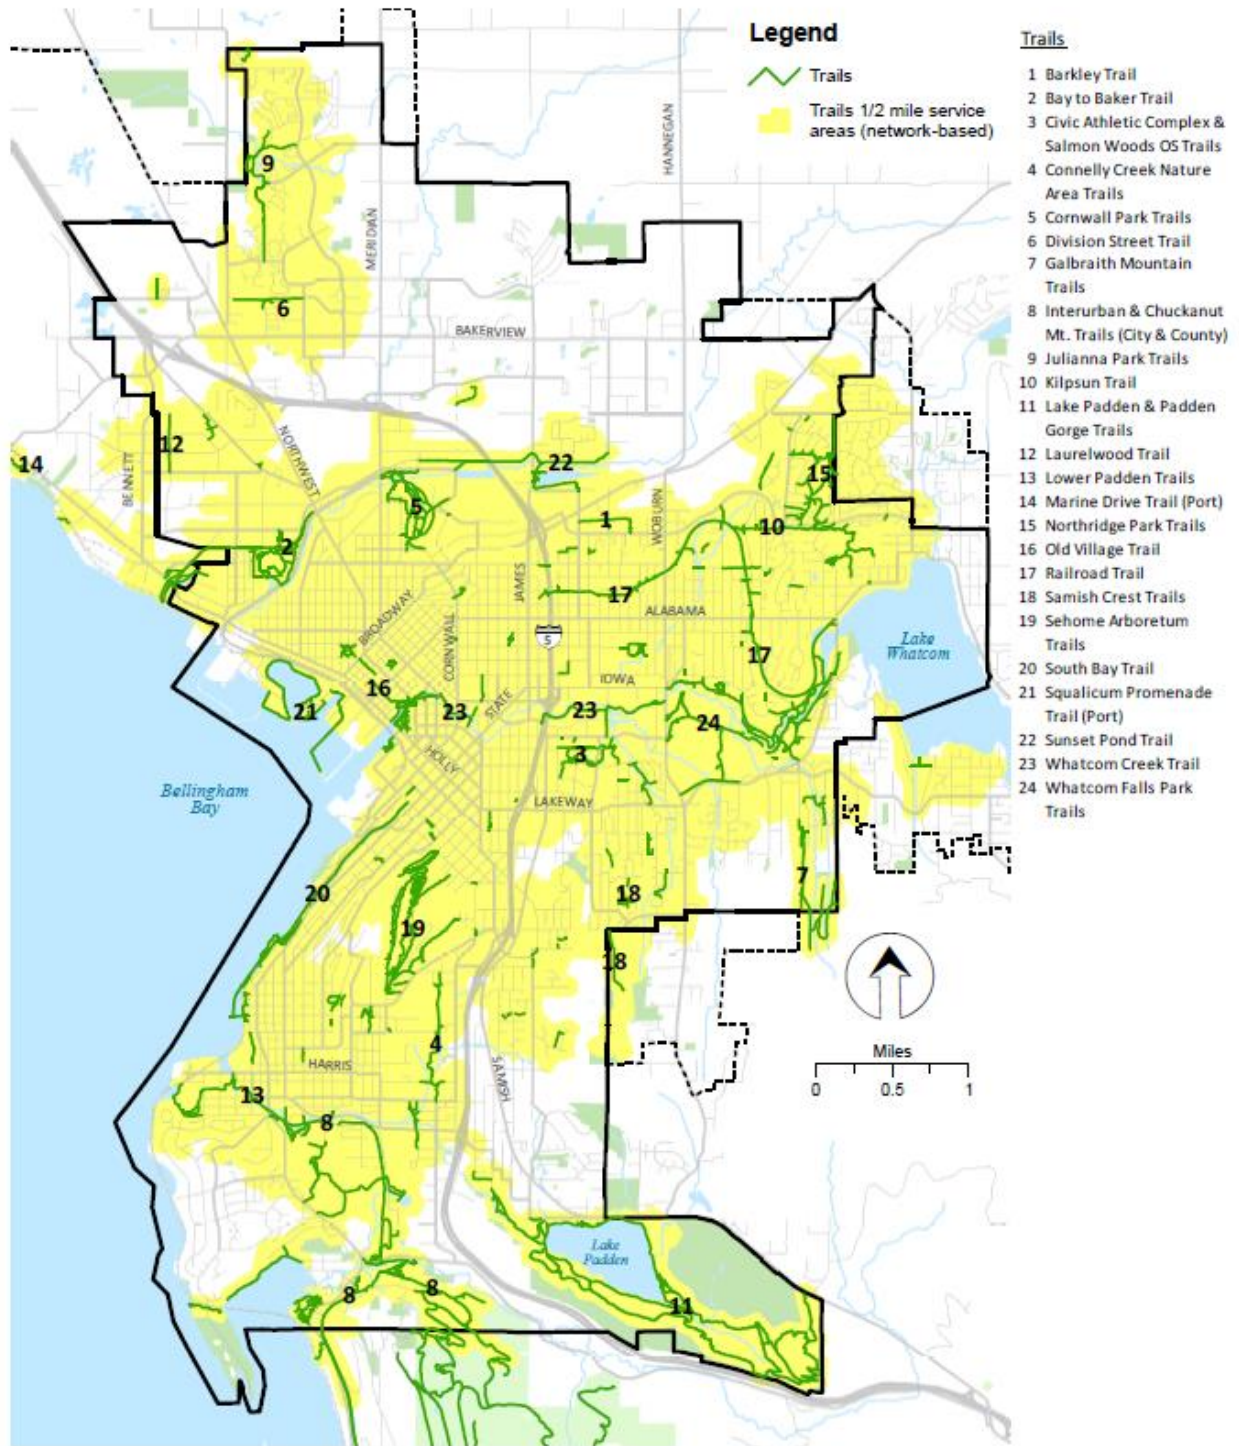 Legend
Trails
Trails 1/2 mile service
areas (network-based)
Trails
1 Barkley Trail
2 Bay to Baker Trail
3 Civic Athletic Complex &
Salmon Woods OS Trails
4 Connelly Creek Nature
Area Trails
5 Cornwall Park Trails
6 Division Street Trail
7 Galbraith Mountain
Trails
8 Interurban & Chuckanut
Mt. Trails (City & County)
9 Julianna Park Trails
10 Kilpsun Trail
11 Lake Padden & Padden
Gorge Trails
12 Laurelwood Trail
13 Lower Padden Trails
14 Marine Drive Trail (Port)
15 Northridge Park Trails
16 Old Village Trail
17 Railroad Trail
18 Samish Crest Trails
19 Sehome Arboretum
Trails
20 South Bay Trail
21 Squalicum Promenade
Trail (Port)
22 Sunset Pond Trail
23 Whatcom Creek Trail
24 Whatcom Falls Park
Trails
HANNEGAN
9
MERIDIAN
6
BAKERVIEW
12
14
BENNETT
NORTHWEST
22
15
5
1
WOBURN
10
2
JAMES
17
ALABAMA
BROADWAY
CORNWALL
5
Lake
Whatcom
17
16
IOWA
STATE
21
23
23
24
HOLLY
3
Bellingham
Bay
LAKEWAY
7
20
18
19
18
4
Miles
0 0.5 1
HARRIS
SAMISH
13
8
Lake
Padden
8
8
11